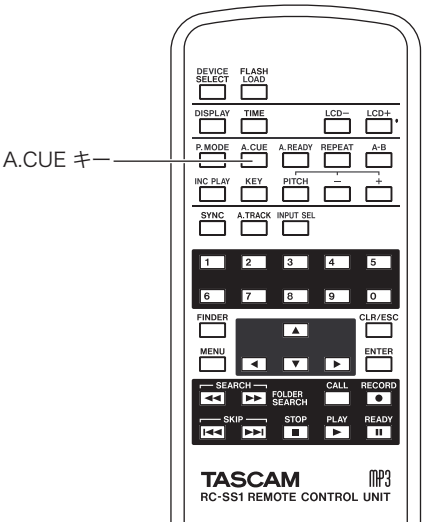 DEVICE SELECT FLASH LOAD
DISPLAY TIME LCD− LCD+
A.CUE キー
P.MODE A.CUE A.READY REPEAT A-B
INC PLAY KEY PITCH − +
SYNC A.TRACK INPUT SEL
1 2 3 4 5
6 7 8 9 0
FINDER CLR/ESC
MENU ENTER
SEARCH FOLDER SEARCH CALL RECORD
SKIP STOP PLAY READY
TASCAM MP3
RC-SS1 REMOTE CONTROL UNIT